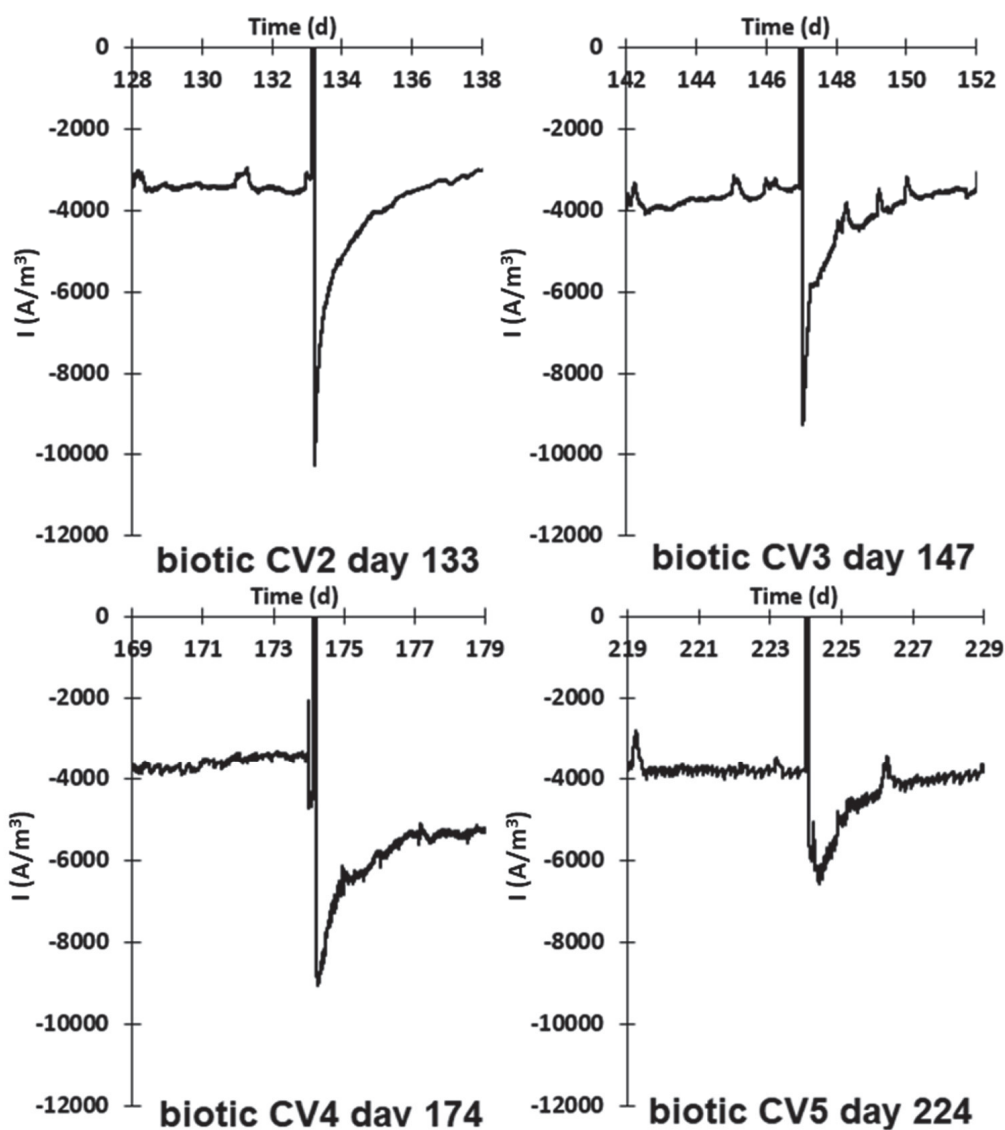 Time (d)
0
128 130 132 134 136 138
-2000
-4000
-6000
-8000
-10000
-12000
I (A/m³)
biotic CV2 day 133
Time (d)
0
142 144 146 148 150 152
-2000
-4000
-6000
-8000
-10000
-12000
I (A/m³)
biotic CV3 day 147
Time (d)
0
169 171 173 175 177 179
-2000
-4000
-6000
-8000
-10000
-12000
I (A/m³)
biotic CV4 day 174
Time (d)
0
219 221 223 225 227 229
-2000
-4000
-6000
-8000
-10000
-12000
I (A/m³)
biotic CV5 day 224